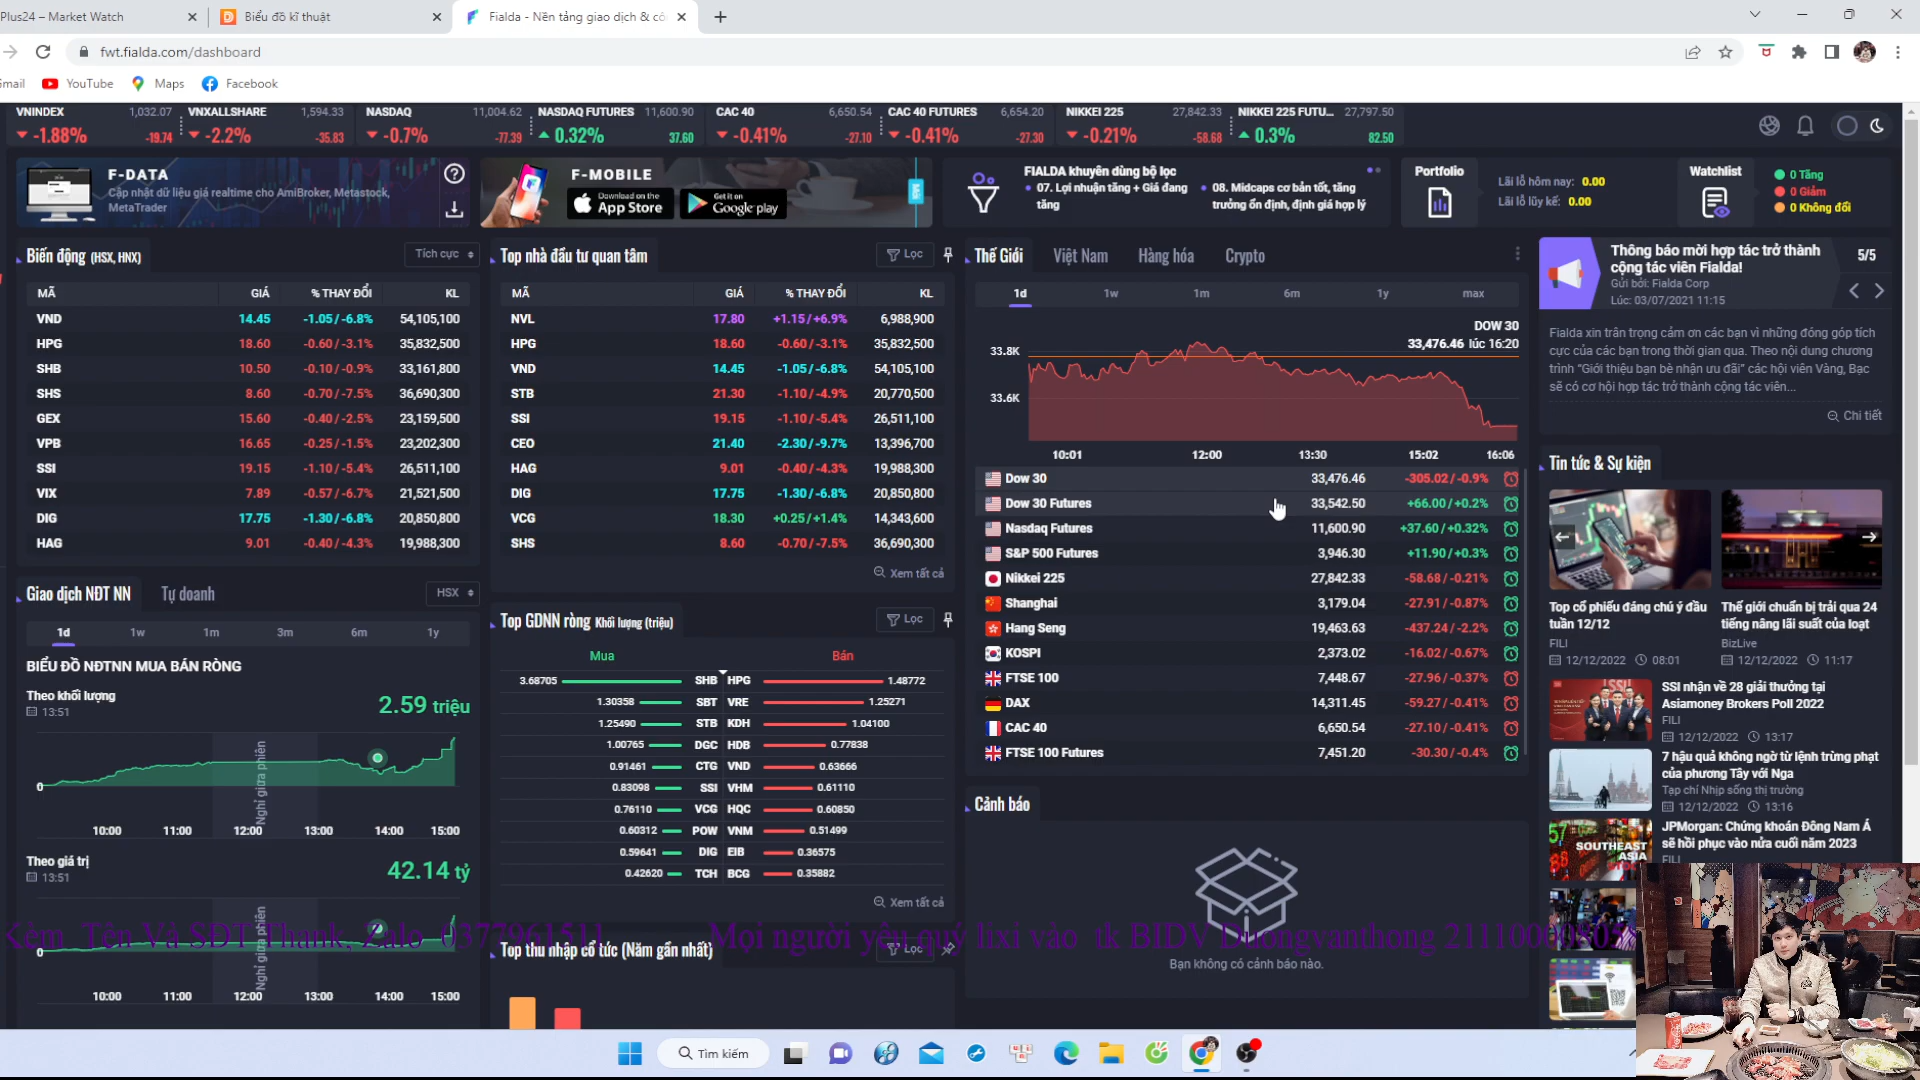 Plus24 – Market Watch
Biểu đồ kĩ thuật
Fialda - Nền tảng giao dịch & cô
fwt.fialda.com/dashboard
YouTube
Maps
Facebook
VNINDEX 1,032.07
-1.88% -19.74
VNXALLSHARE 1,594.33
-2.2% -35.83
NASDAQ 11,004.62
-0.7% -77.39
NASDAQ FUTURES 11,600.90
0.32% 37.60
CAC 40 6,650.54
-0.41% -27.10
CAC 40 FUTURES 6,654.20
-0.41% -27.30
NIKKEI 225 27,842.33
-0.21% -58.68
NIKKEI 225 FUTU... 27,797.50
0.3% 82.50
F-DATA
Cập nhật dữ liệu giá realtime cho AmiBroker, Metastock,
MetaTrader
F-MOBILE
Download on the
App Store
Get it on
Google play
FIALDA khuyên dùng bộ lọc
07. Lợi nhuận tăng + Giá đang
tăng
08. Midcaps cơ bản tốt, tăng
trưởng ổn định, định giá hợp lý
Portfolio
Lãi lỗ hôm nay: 0.00
Lãi lỗ lũy kế: 0.00
Watchlist
0 Tăng
0 Giảm
0 Không đổi
Biến động (HSX, HNX)
Tích cực
MÃ GIÁ % THAY ĐỔI KL
VND 14.45 -1.05/-6.8% 54,105,100
HPG 18.60 -0.60/-3.1% 35,832,500
SHB 10.50 -0.10/-0.9% 33,161,800
SHS 8.60 -0.70/-7.5% 36,690,300
GEX 15.60 -0.40/-2.5% 23,159,500
VPB 16.65 -0.25/-1.5% 23,202,300
SSI 19.15 -1.10/-5.4% 26,511,100
VIX 7.89 -0.57/-6.7% 21,521,500
DIG 17.75 -1.30/-6.8% 20,850,800
HAG 9.01 -0.40/-4.3% 19,988,300
Giao dịch NĐT NN
Tự doanh
HSX
1d 1w 1m 3m 6m 1y
BIỂU ĐỒ NĐTNN MUA BÁN RÒNG
Theo khối lượng
13:51
2.59 triệu
0
Nghỉ giữa phiên
10:00 11:00 12:00 13:00 14:00 15:00
Theo giá trị
13:51
42.14 tỷ
0
Nghỉ giữa phiên
10:00 11:00 12:00 13:00 14:00 15:00
Top nhà đầu tư quan tâm
Lọc
MÃ GIÁ % THAY ĐỔI KL
NVL 17.80 +1.15/+6.9% 6,988,900
HPG 18.60 -0.60/-3.1% 35,832,500
VND 14.45 -1.05/-6.8% 54,105,100
STB 21.30 -1.10/-4.9% 20,770,500
SSI 19.15 -1.10/-5.4% 26,511,100
CEO 21.40 -2.30/-9.7% 13,396,700
HAG 9.01 -0.40/-4.3% 19,988,300
DIG 17.75 -1.30/-6.8% 20,850,800
VCG 18.30 +0.25/+1.4% 14,343,600
SHS 8.60 -0.70/-7.5% 36,690,300
Xem tất cả
Top GDNN ròng Khối lượng (triệu)
Lọc
Mua Bán
3.68705 SHB HPG 1.48772
1.30358 SBT VRE 1.25271
1.25490 STB KDH 1.04100
1.00765 DGC HDB 0.77838
0.91461 CTG VND 0.63666
0.83098 SSI VHM 0.61110
0.76110 VCG HQC 0.60850
0.60312 POW VNM 0.51499
0.59641 DIG EIB 0.36575
0.42620 TCH BCG 0.35882
Xem tất cả
Top thu nhập cổ tức (Năm gần nhất)
Lọc
Thế Giới Việt Nam Hàng hóa Crypto
1d 1w 1m 6m 1y max
DOW 30
33,476.46 lúc 16:20
33.8K
33.6K
10:01 12:00 13:30 15:02 16:06
Dow 30 33,476.46 -305.02/-0.9%
Dow 30 Futures 33,542.50 +66.00/+0.2%
Nasdaq Futures 11,600.90 +37.60/+0.32%
S&P 500 Futures 3,946.30 +11.90/+0.3%
Nikkei 225 27,842.33 -58.68/-0.21%
Shanghai 3,179.04 -27.91/-0.87%
Hang Seng 19,463.63 -437.24/-2.2%
KOSPI 2,373.02 -16.02/-0.67%
FTSE 100 7,448.67 -27.96/-0.37%
DAX 14,311.45 -59.27/-0.41%
CAC 40 6,650.54 -27.10/-0.41%
FTSE 100 Futures 7,451.20 -30.30/-0.4%
Cảnh báo
Bạn không có cảnh báo nào.
Thông báo mời hợp tác trở thành
cộng tác viên Fialda!
Gửi bởi: Fialda Corp
Lúc: 03/07/2021 11:15
5/5
Fialda xin trân trọng cảm ơn các bạn vì những đóng góp tích
cực của các bạn trong thời gian qua. Theo nội dung chương
trình "Giới thiệu bạn bè nhận ưu đãi" các hội viên Vàng, Bạc
sẽ có cơ hội hợp tác trở thành cộng tác viên...
Chi tiết
Tin tức & Sự kiện
Top cổ phiếu đáng chú ý đầu
tuần 12/12
FILI
12/12/2022 08:01
Thế giới chuẩn bị trải qua 24
tiếng nâng lãi suất của loạt
BizLive
12/12/2022 11:17
SSI nhận về 28 giải thưởng tại
Asiamoney Brokers Poll 2022
FILI
12/12/2022 13:17
7 hậu quả không ngờ từ lệnh trừng phạt
của phương Tây với Nga
Tạp chí Nhịp sống thị trường
12/12/2022 13:16
SOUTHEAST
ASIA
JPMorgan: Chứng khoán Đông Nam Á
sẽ hồi phục vào nửa cuối năm 2023
FILI
Kèm Tên Và SĐT Thank, Zalo 0377961511
Mọi người yêu quý lixi vào tk BIDV Duongvanthong
Tìm kiếm